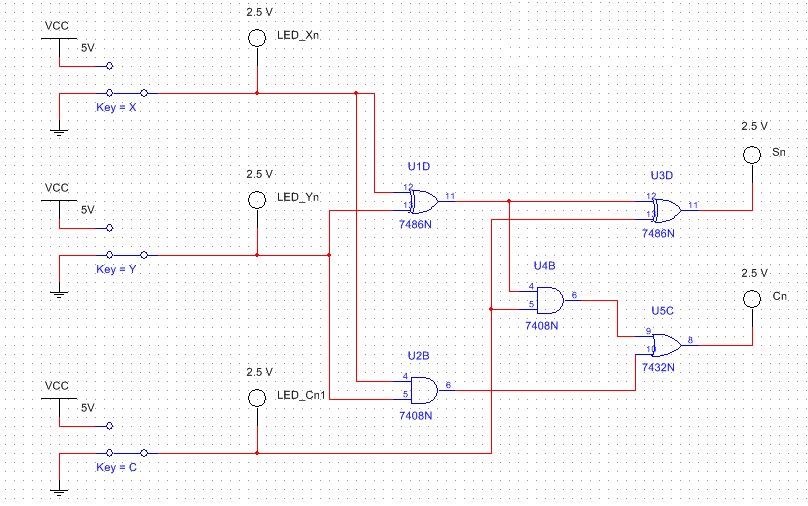 VCC
5V
Key = X
2.5 V
LED_Xn
VCC
5V
Key = Y
2.5 V
LED_Yn
VCC
5V
Key = C
2.5 V
LED_Cn1
U1D
12
13
11
7486N
U2B
4
5
6
7408N
U4B
4
5
6
7408N
U3D
12
13
11
7486N
U5C
9
10
8
7432N
2.5 V
Sn
2.5 V
Cn